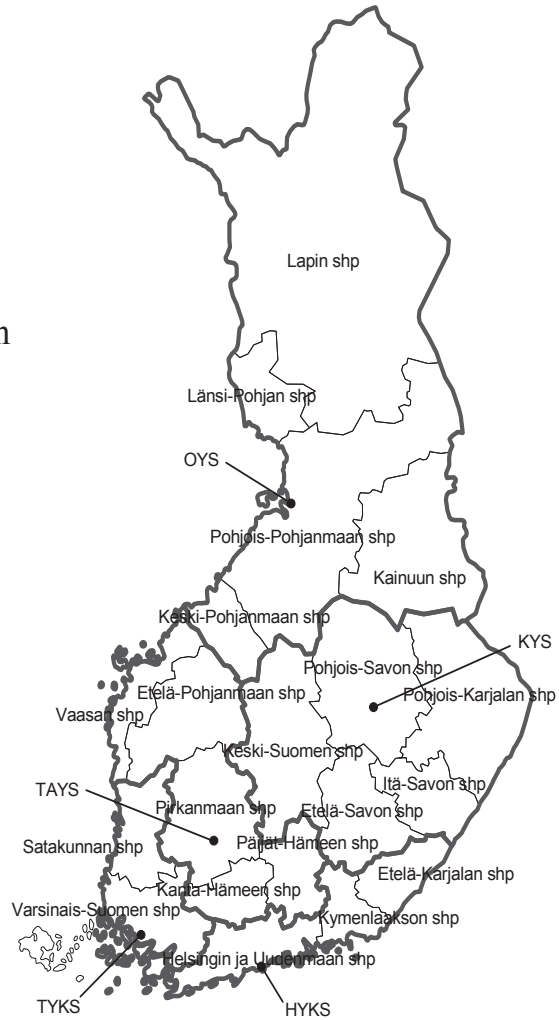 Lapin shp
n
Länsi-Pohjan shp
OYS
Pohjois-Pohjanmaan shp
Kainuun shp
Keski-Pohjanmaan shp
KYS
Pohjois-Savon shp
Etelä-Pohjanmaan shp
Pohjois-Karjalan shp
Vaasan shp
Keski-Suomen shp
Itä-Savon shp
TAYS
Pirkanmaan shp
Etelä-Savon shp
Satakunnan shp
Päijät-Hämeen shp
Etelä-Karjalan shp
Kanta-Hämeen shp
Varsinais-Suomen shp
Kymenlaakson shp
Helsingin ja Uudenmaan shp
TYKS
HYKS